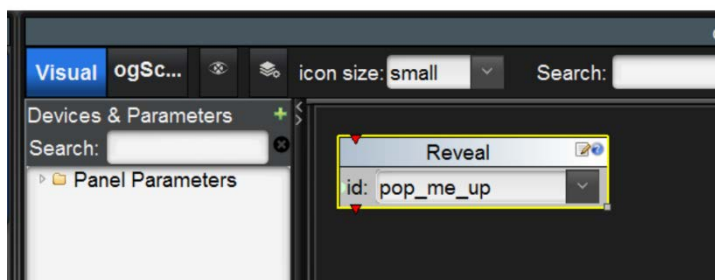 Visual ogSc... icon size: small Search:
Devices & Parameters
Search:
Panel Parameters
Reveal
id: pop_me_up